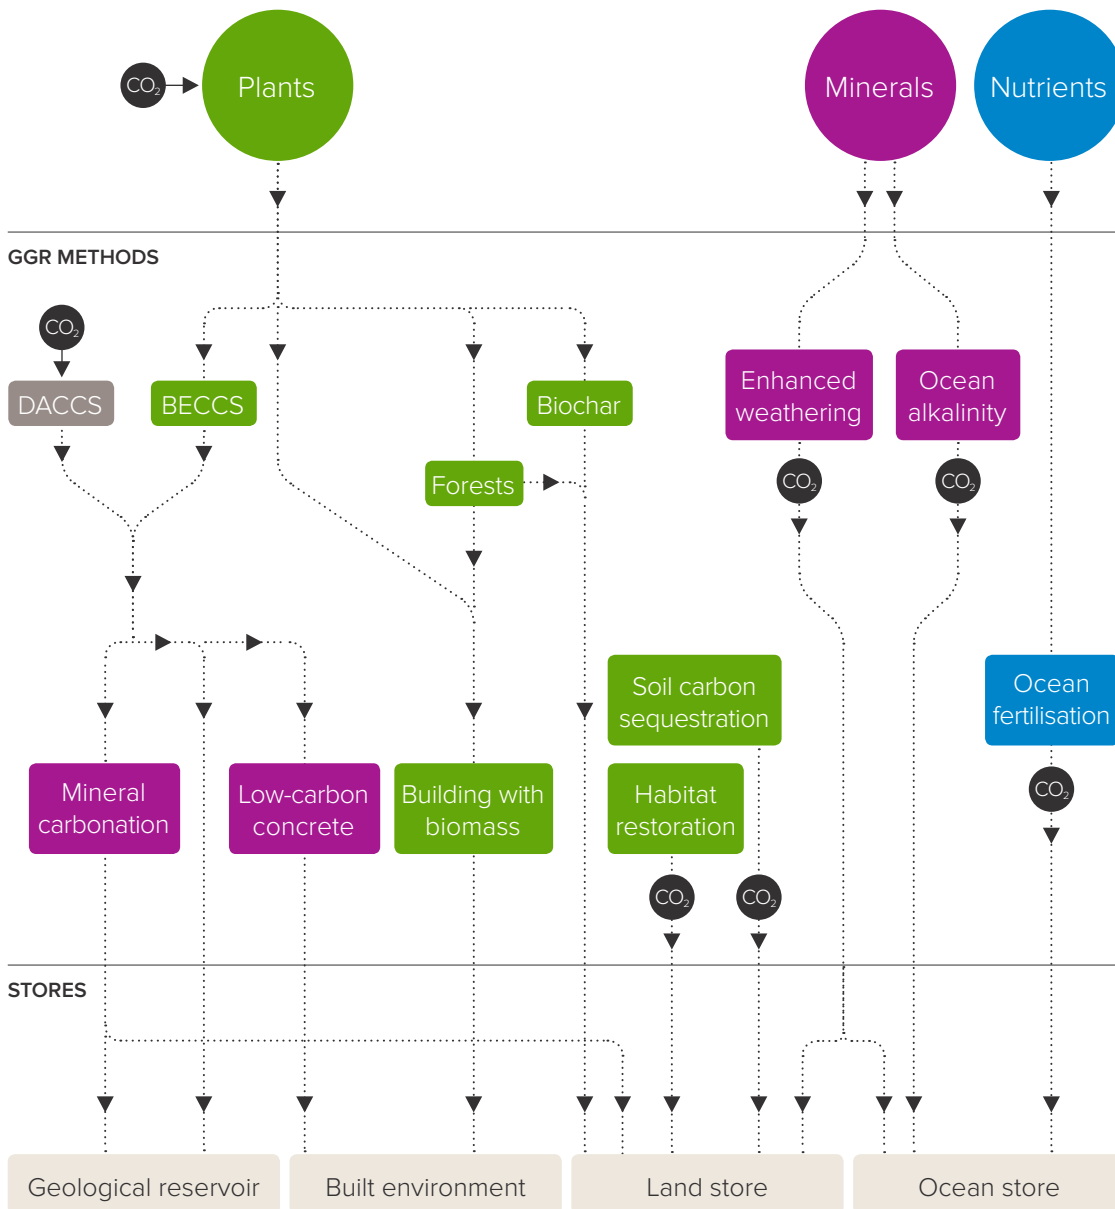 CO₂
Plants
Minerals
Nutrients
GGR METHODS
CO₂
DACCS
BECCS
Biochar
Enhanced
weathering
Ocean
alkalinity
Forests
CO₂
CO₂
Soil carbon
sequestration
Ocean
fertilisation
Mineral
carbonation
Low-carbon
concrete
Building with
biomass
Habitat
restoration
CO₂
CO₂
CO₂
STORES
Geological reservoir
Built environment
Land store
Ocean store